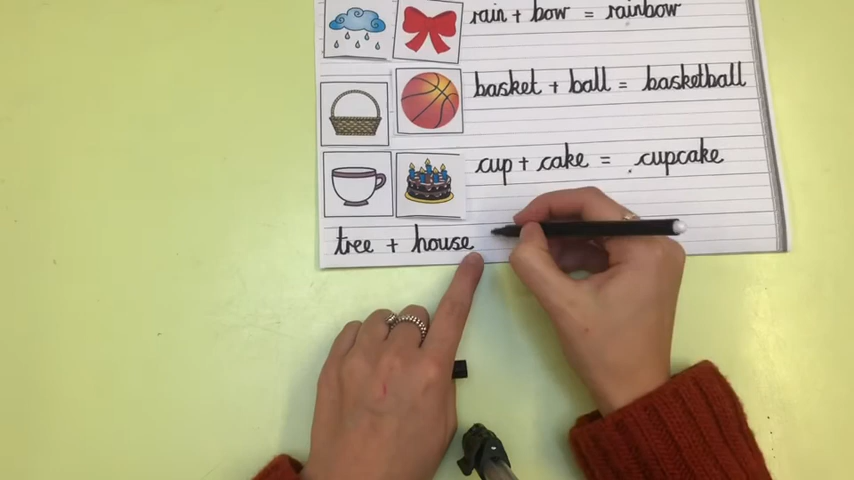 rain + bow = rainbow
basket + ball = basketball
cup + cake = cupcake
tree + house